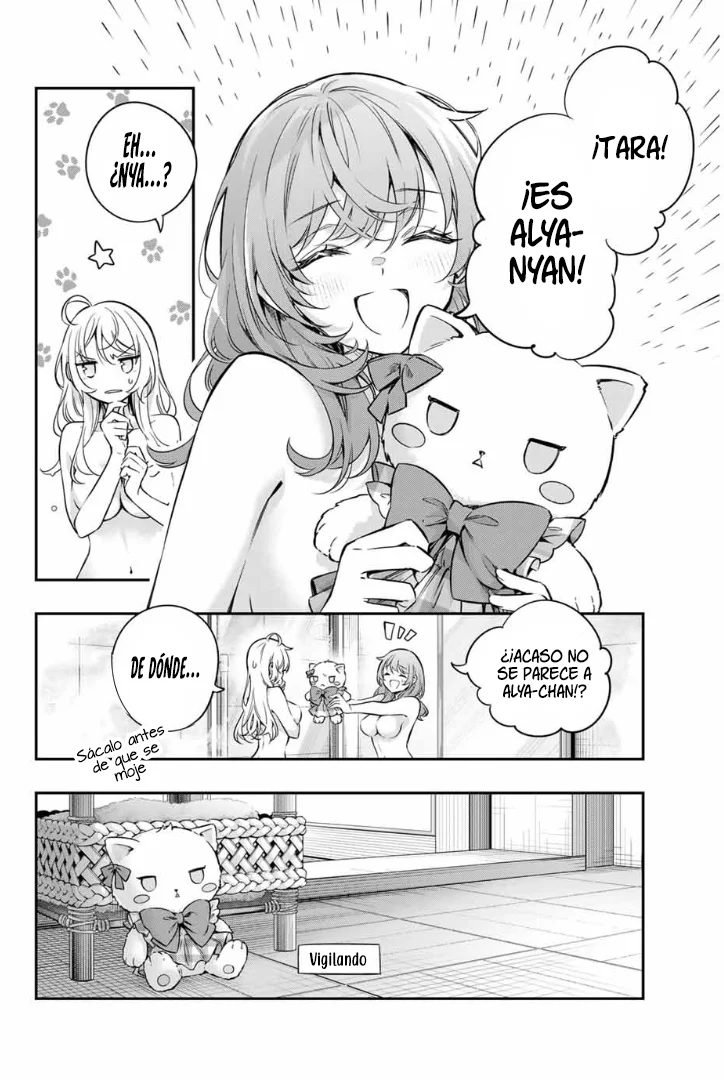 ¡TARA!
¡ES
ALYA-
NYAN!
EH...
¿NYA...?
¿¡ACASO NO
SE PARECE A
ALYA-CHAN!?
DE DÓNDE...
Sácalo antes
de que se
moje
Vigilando